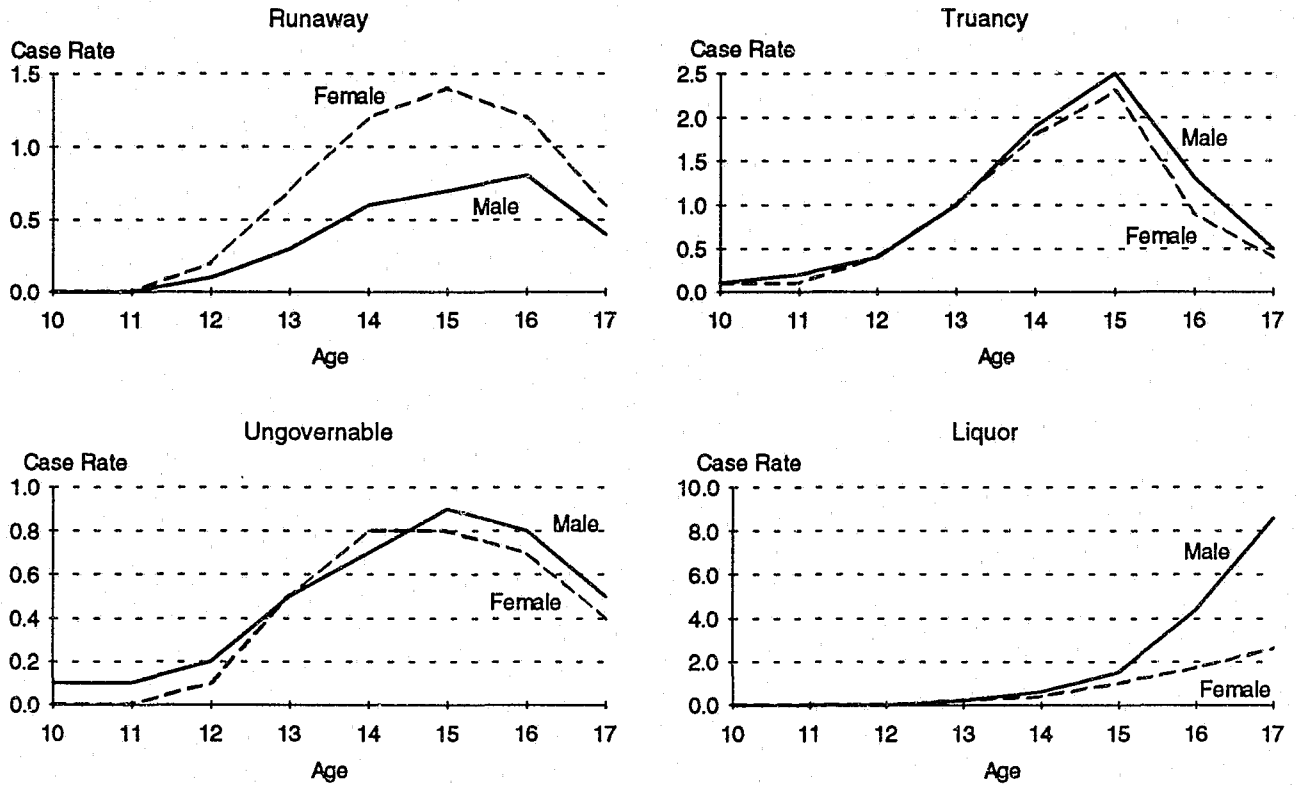 Runaway
Case Rate
1.5
1.0
0.5
0.0
Female
Male
10 11 12 13 14 15 16 17
Age
Truancy
Case Rate
2.5
2.0
1.5
1.0
0.5
0.0
Male
Female
10 11 12 13 14 15 16 17
Age
Ungovernable
Case Rate
1.0
0.8
0.6
0.4
0.2
0.0
Male
Female
10 11 12 13 14 15 16 17
Age
Liquor
Case Rate
10.0
8.0
6.0
4.0
2.0
0.0
Male
Female
10 11 12 13 14 15 16 17
Age